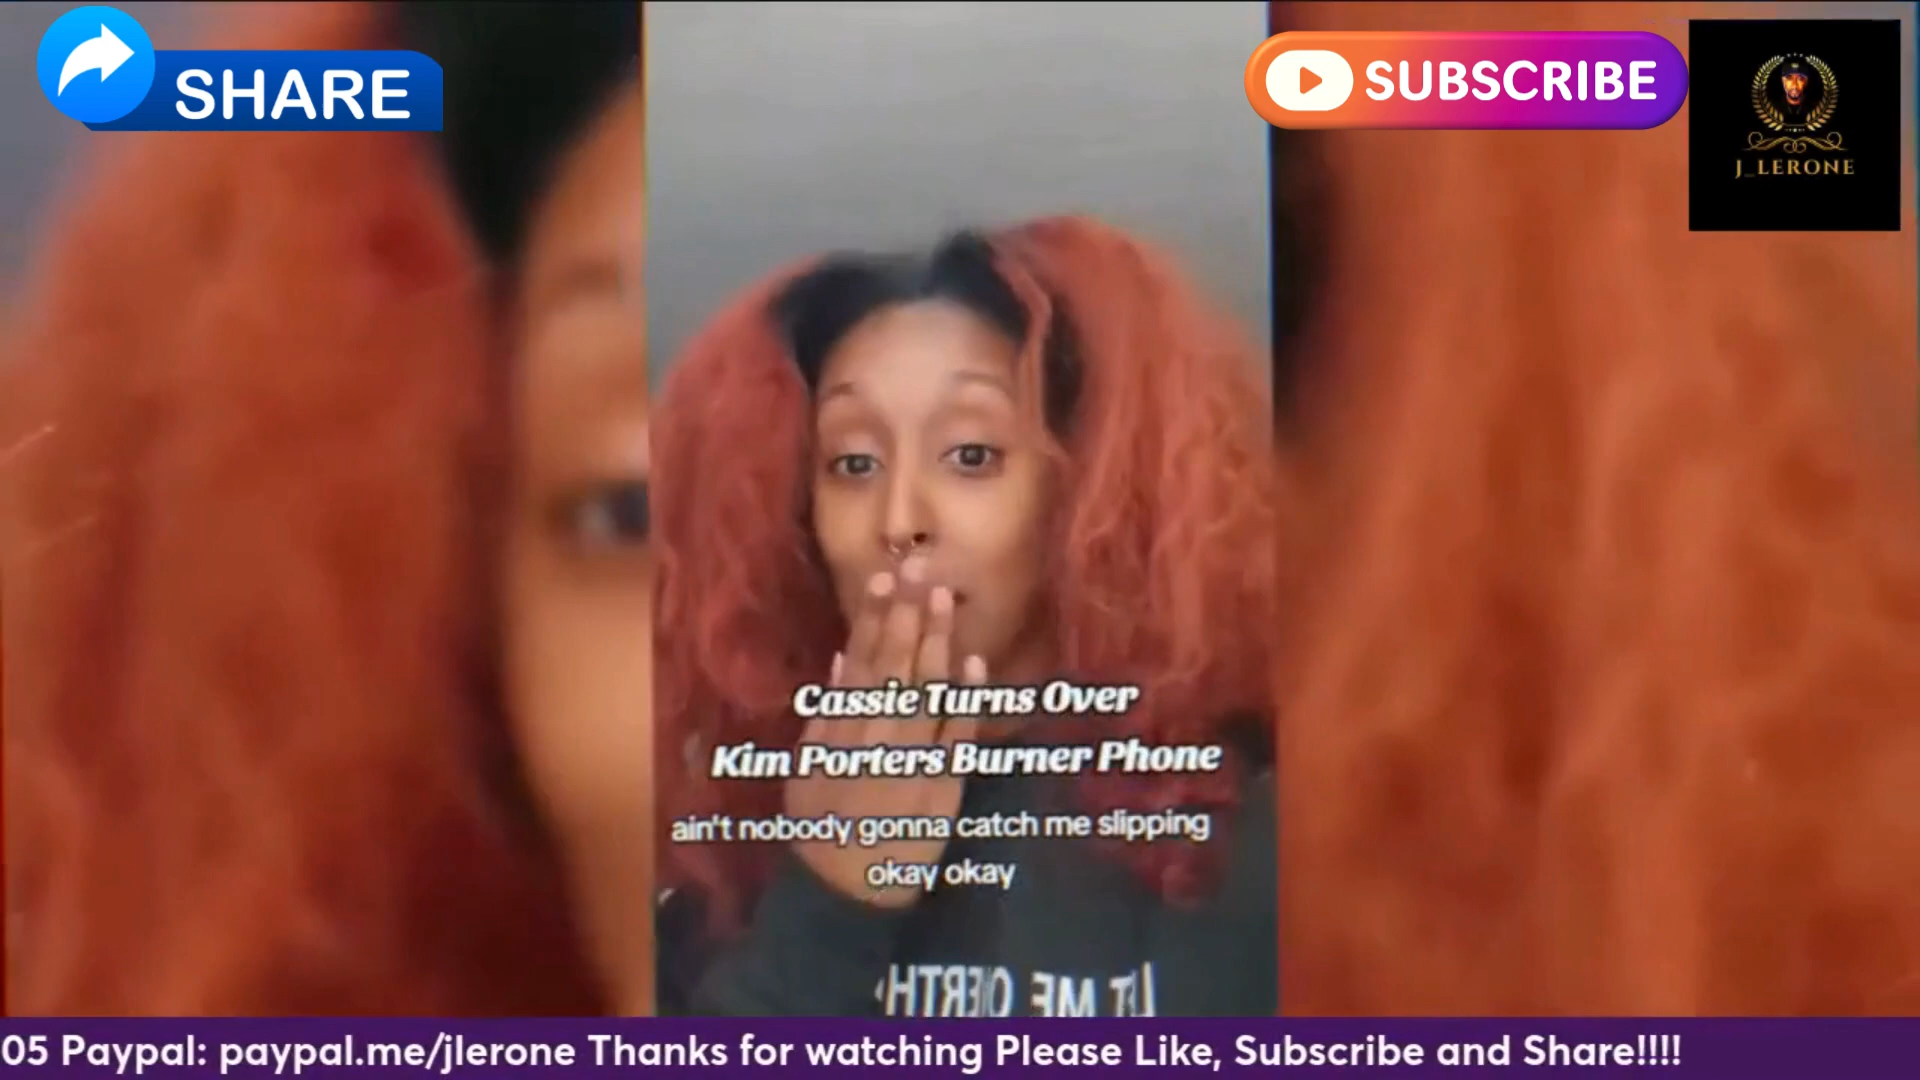 SHARE
SUBSCRIBE
J_LERONE
Cassie Turns Over
Kim Porters Burner Phone
ain't nobody gonna catch me slipping
okay okay
05 Paypal: paypal.me/jlerone Thanks for watching Please Like, Subscribe and Share!!!!